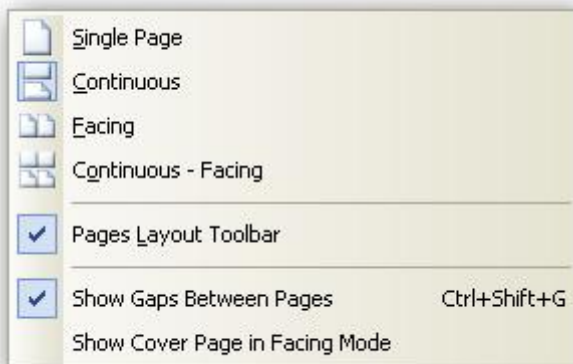 Single Page
Continuous
Facing
Continuous - Facing
Pages Layout Toolbar
Show Gaps Between Pages Ctrl+Shift+G
Show Cover Page in Facing Mode